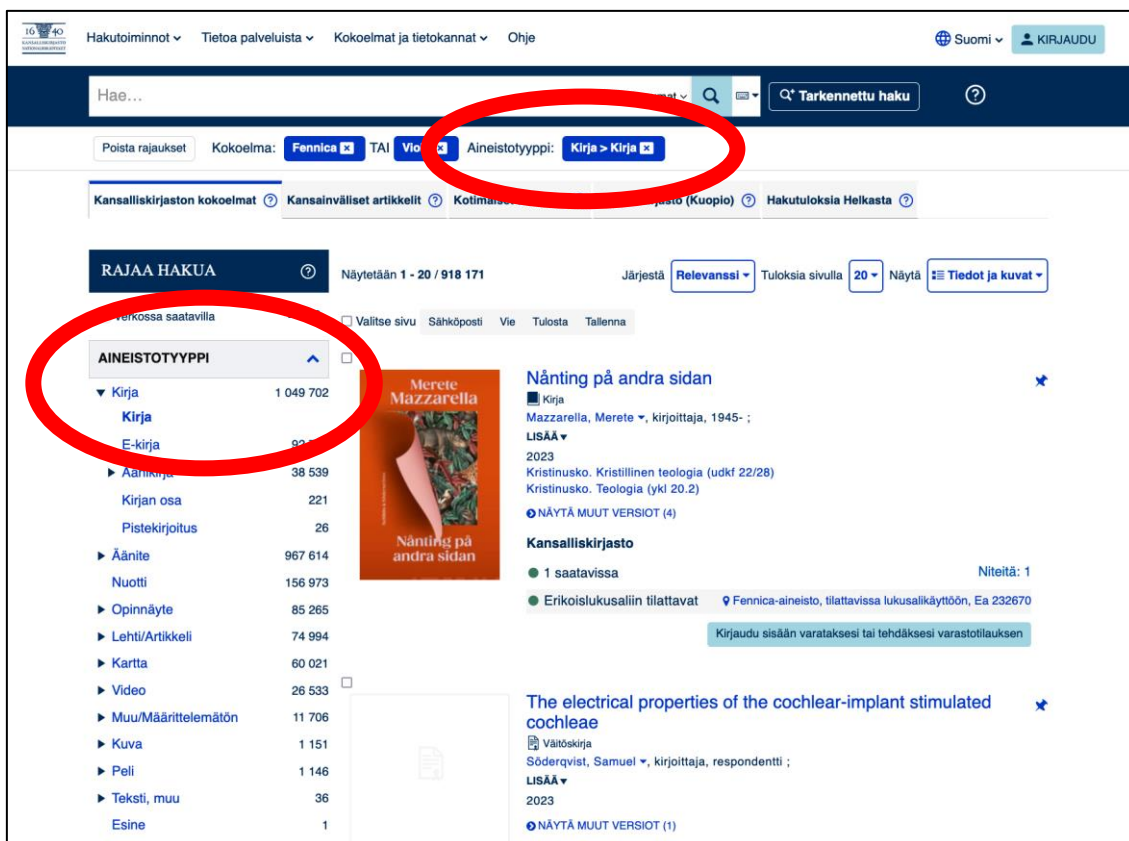 16 40
KANSALLISKIRJASTO
NATIONALBIBLIOTEKET
Hakutoiminnot Tietoa palveluista Kokoelmat ja tietokannat Ohje Suomi KIRJAUDU
Hae... Tarkennettu haku
Poista rajaukset Kokoelma: Fennica TAI Aineistotyyppi: Kirja > Kirja
Kansalliskirjaston kokoelmat Kansainväliset artikkelit (Kuopio) Hakutuloksia Helkasta
RAJAA HAKUA
Näytetään 1 - 20 / 918 171 Järjestä Relevanssi Tuloksia sivulla 20 Näytä Tiedot ja kuvat
Verkossa saatavilla
Valitse sivu Sähköposti Vie Tulosta Tallenna
AINEISTOTYYPPI
Kirja 1 049 702
Kirja
E-kirja
Äänikirja 38 539
Kirjan osa 221
Pistekirjoitus 26
Äänite 967 614
Nuotti 156 973
Opinnäyte 85 265
Lehti/Artikkeli 74 994
Kartta 60 021
Video 26 533
Muu/Määrittelemätön 11 706
Kuva 1 151
Peli 1 146
Teksti, muu 36
Esine 1
Merete
Mazzarella
Nånting på
andra sidan
Nånting på andra sidan
Kirja
Mazzarella, Merete, kirjoittaja, 1945- ;
LISÄÄ
2023
Kristinusko. Kristillinen teologia (udkf 22/28)
Kristinusko. Teologia (ykl 20.2)
NÄYTÄ MUUT VERSIOT (4)
Kansalliskirjasto
1 saatavissa Niteitä: 1
Erikoislukusaliin tilattavat Fennica-aineisto, tilattavissa lukusalikäyttöön, Ea 232670
Kirjaudu sisään varataksesi tai tehdäksesi varastotilauksen
The electrical properties of the cochlear-implant stimulated
cochleae
Väitöskirja
Söderqvist, Samuel, kirjoittaja, respondentti ;
LISÄÄ
2023
NÄYTÄ MUUT VERSIOT (1)